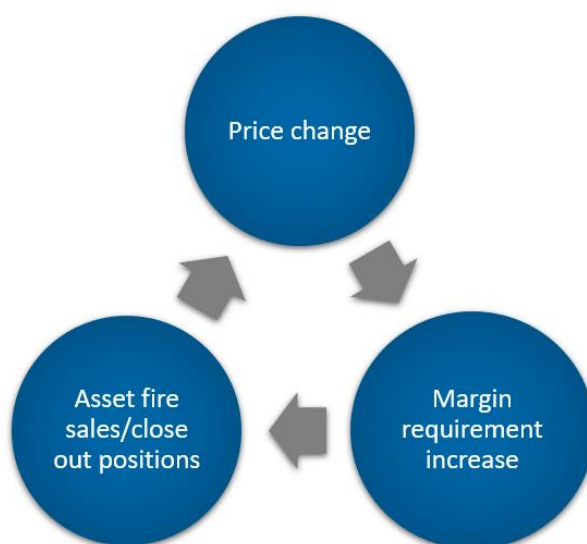 Price change
Margin
requirement
increase
Asset fire
sales/close
out positions